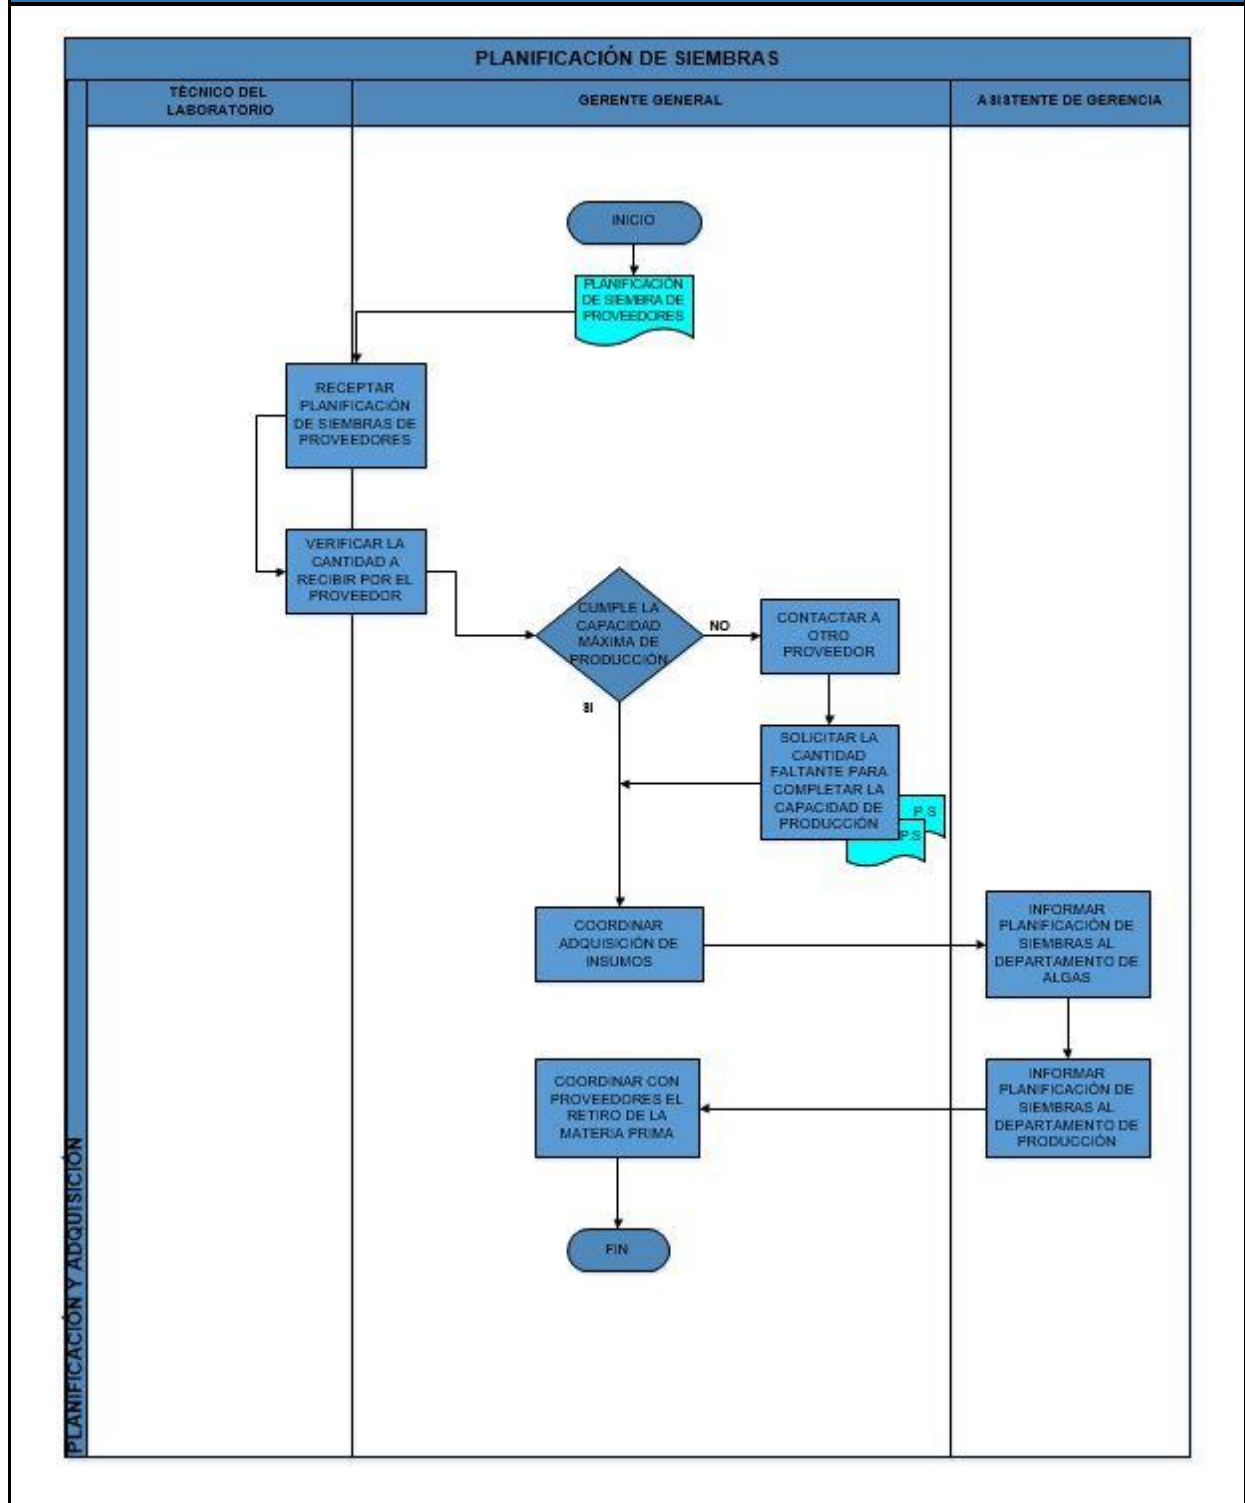 PLANIFICACIÓN DE SIEMBRAS
TÉCNICO DEL
LABORATORIO
GERENTE GENERAL
ASISTENTE DE GERENCIA
INICIO
PLANIFICACIÓN
DE SIEMBRA DE
PROVEEDORES
RECEPTAR
PLANIFICACIÓN
DE SIEMBRAS DE
PROVEEDORES
VERIFICAR LA
CANTIDAD A
RECIBIR POR EL
PROVEEDOR
CUMPLE LA
CAPACIDAD
MÁXIMA DE
PRODUCCIÓN
NO
CONTACTAR A
OTRO
PROVEEDOR
SI
SOLICITAR LA
CANTIDAD
FALTANTE PARA
COMPLETAR LA
CAPACIDAD DE
PRODUCCIÓN
P.S
P.S
COORDINAR
ADQUISICIÓN DE
INSUMOS
INFORMAR
PLANIFICACIÓN DE
SIEMBRAS AL
DEPARTAMENTO DE
ALGAS
INFORMAR
PLANIFICACIÓN DE
SIEMBRAS AL
DEPARTAMENTO DE
PRODUCCIÓN
COORDINAR CON
PROVEEDORES EL
RETIRO DE LA
MATERIA PRIMA
FIN
PLANIFICACIÓN Y ADQUISICIÓN